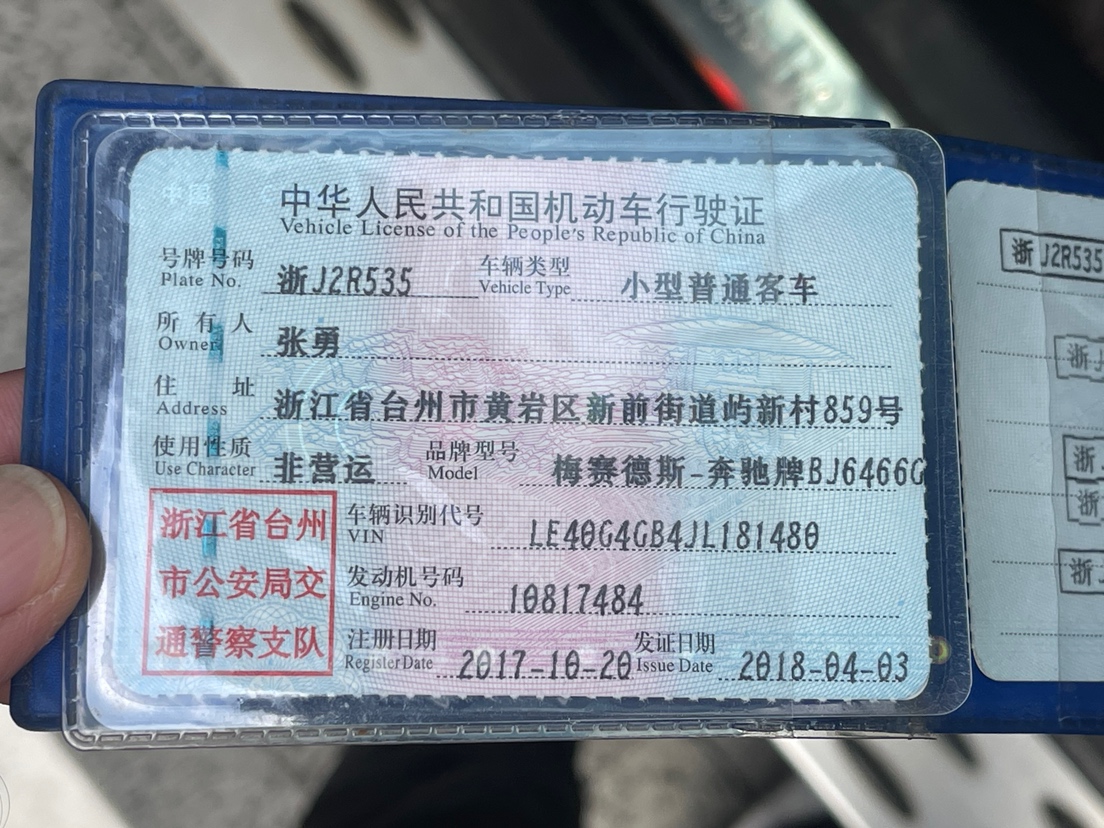 中华人民共和国机动车行驶证
Vehicle License of the People's Republic of China
号牌号码 浙J2R535 车辆类型 小型普通客车
Plate No. Vehicle Type
所有人 张勇
Owner
住址 浙江省台州市黄岩区新前街道屿新村859号
Address
使用性质 非营运 品牌型号 梅赛德斯-奔驰牌BJ6466G
Use Character Model
浙江省台州
市公安局交
通警察支队
车辆识别代号 LE40G4GB4JL181480
VIN
发动机号码 10817484
Engine No.
注册日期 2017-10-20 发证日期 2018-04-03
Register Date Issue Date
浙J2R535
浙J
浙
浙
浙J